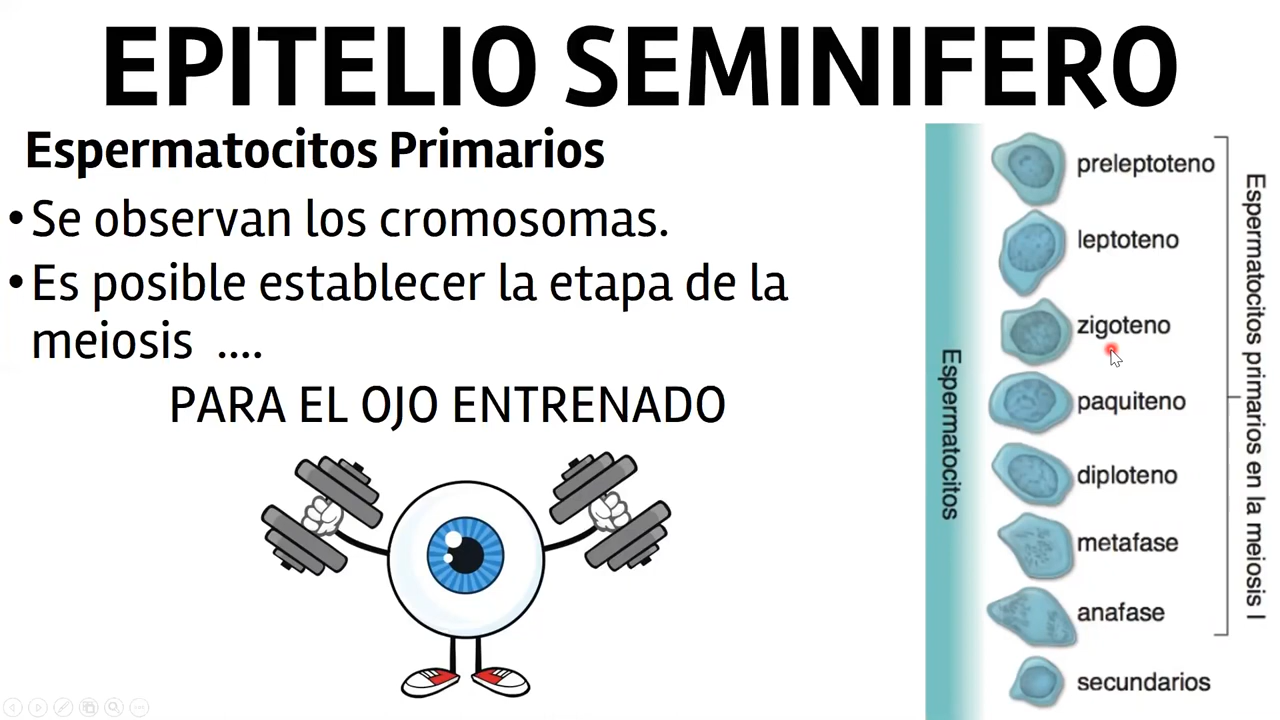 EPITELIO SEMINIFERO
Espermatocitos Primarios
• Se observan los cromosomas.
• Es posible establecer la etapa de la
meiosis ....
PARA EL OJO ENTRENADO
Espermatocitos
preleptoteno
leptoteno
zigoteno
paquiteno
diploteno
metafase
anafase
secundarios
Espermatocitos primarios en la meiosis I